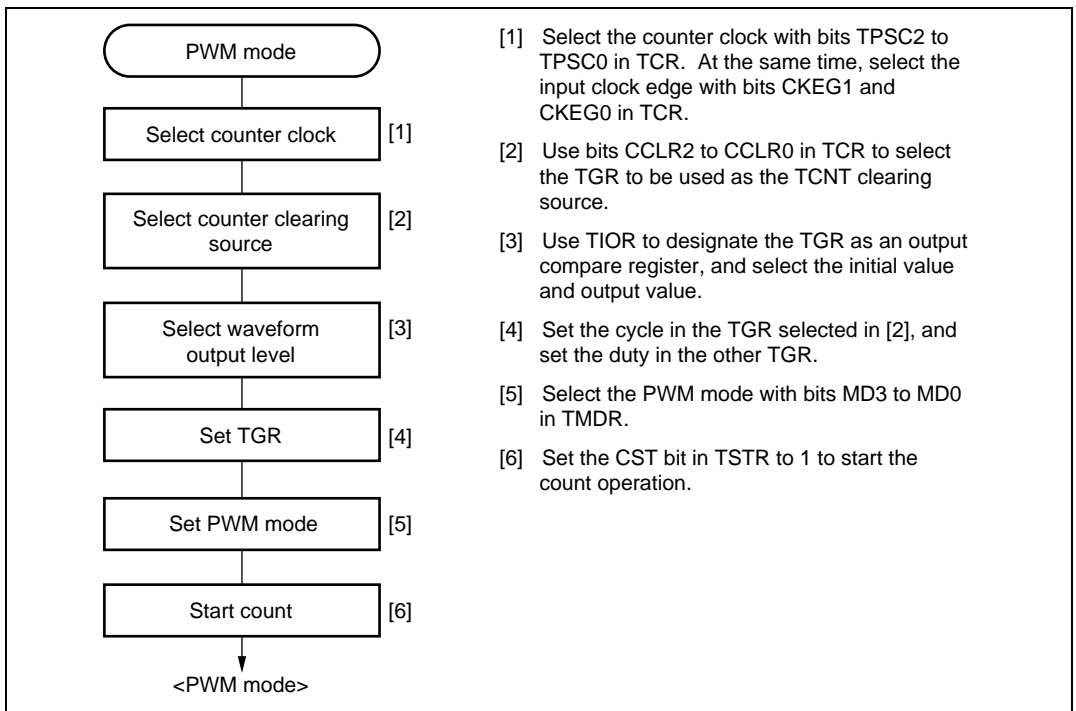 PWM mode
Select counter clock
[1]
Select counter clearing
source
[2]
Select waveform
output level
[3]
Set TGR
[4]
Set PWM mode
[5]
Start count
[6]
<PWM mode>
[1] Select the counter clock with bits TPSC2 to
TPSC0 in TCR. At the same time, select the
input clock edge with bits CKEG1 and
CKEG0 in TCR.
[2] Use bits CCLR2 to CCLR0 in TCR to select
the TGR to be used as the TCNT clearing
source.
[3] Use TIOR to designate the TGR as an output
compare register, and select the initial value
and output value.
[4] Set the cycle in the TGR selected in [2], and
set the duty in the other TGR.
[5] Select the PWM mode with bits MD3 to MD0
in TMDR.
[6] Set the CST bit in TSTR to 1 to start the
count operation.